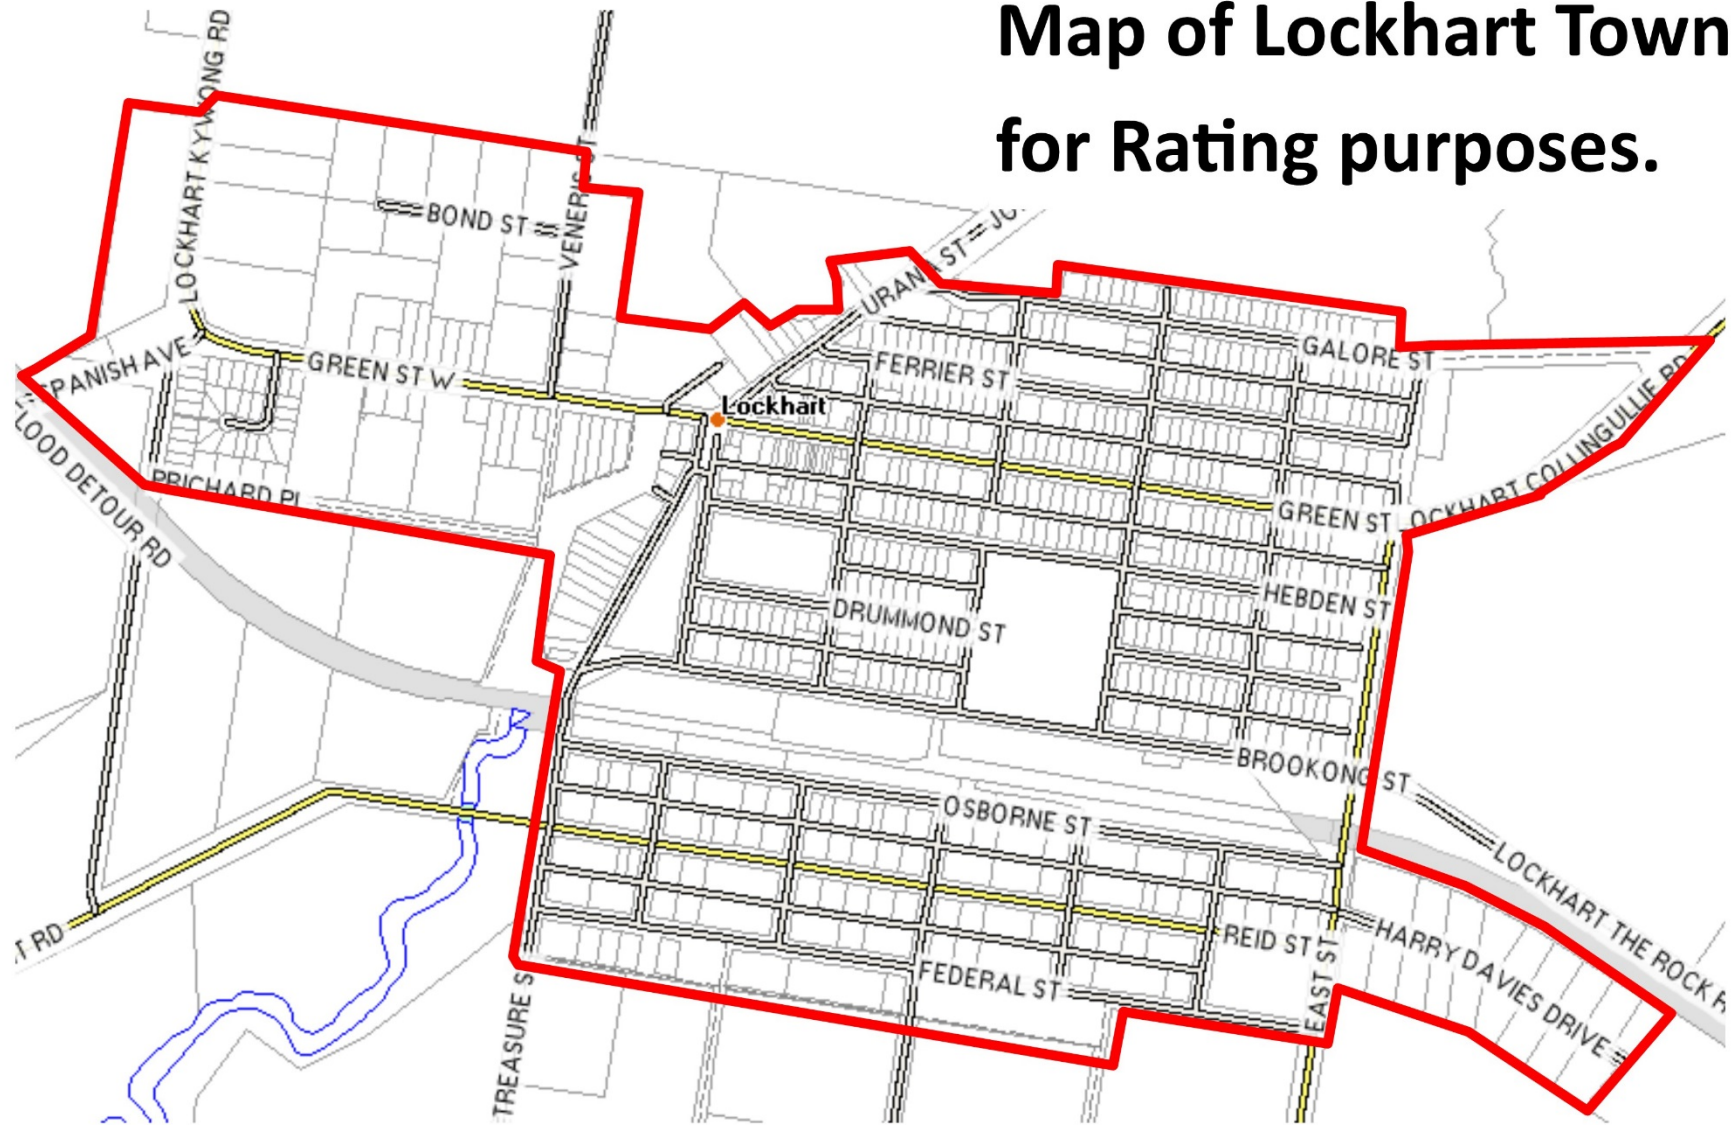 Map of Lockhart Town
for Rating purposes.
LOCKHART KYWONG RD
VENERIS ST
BOND ST
URANA ST
GALORE ST
SPANISH AVE
GREEN ST W
FERRIER ST
Lockhart
LOCKHART COLLINGULLIE RD
GREEN ST
PRICHARD PL
FLOOD DETOUR RD
HEBDEN ST
DRUMMOND ST
BROOKONG ST
OSBORNE ST
LOCKHART THE ROCK R
T RD
REID ST
HARRY DAVIES DRIVE
FEDERAL ST
EAST ST
TREASURE S